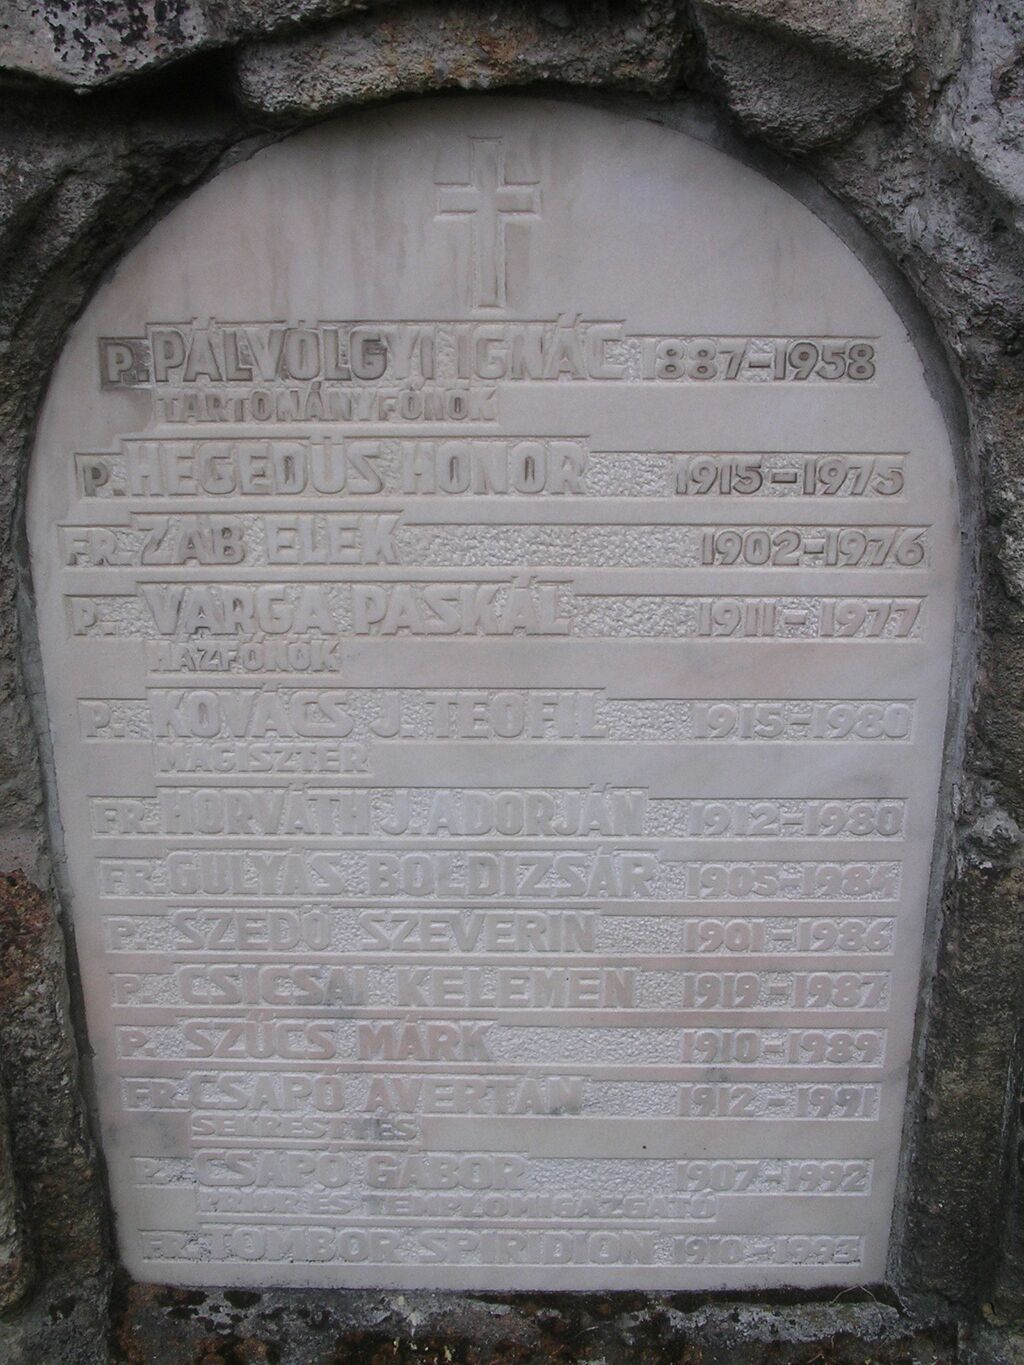 P. PÁLVÖLGYI IGNÁC 1887-1958
TARTOMÁNYFŐNÖK
P. HEGEDÜS HONOR 1915-1975
FR. ZÁB ELEK 1902-1976
P. VARGA PASKÁL 1911-1977
HÁZFŐNÖK
P. KOVÁCS J. TEOFIL 1915-1980
MAGISZTER
FR. HORVÁTH J. ADORJÁN 1912-1980
FR. GULYÁS BOLDIZSÁR 1905-1984
P. SZEDŐ SZEVERIN 1901-1986
P. CSICSAI KELEMEN 1919-1987
P. SZŰCS MÁRK 1910-1989
FR. CSAPÓ AVERTÁN 1912-1991
SEKRESTYÉS
P. CSAPÓ GÁBOR 1907-1992
PRIOR ÉS TEMPLOMIGAZGATÓ
FR. TOMBOR SPIRIDION 1910-1993